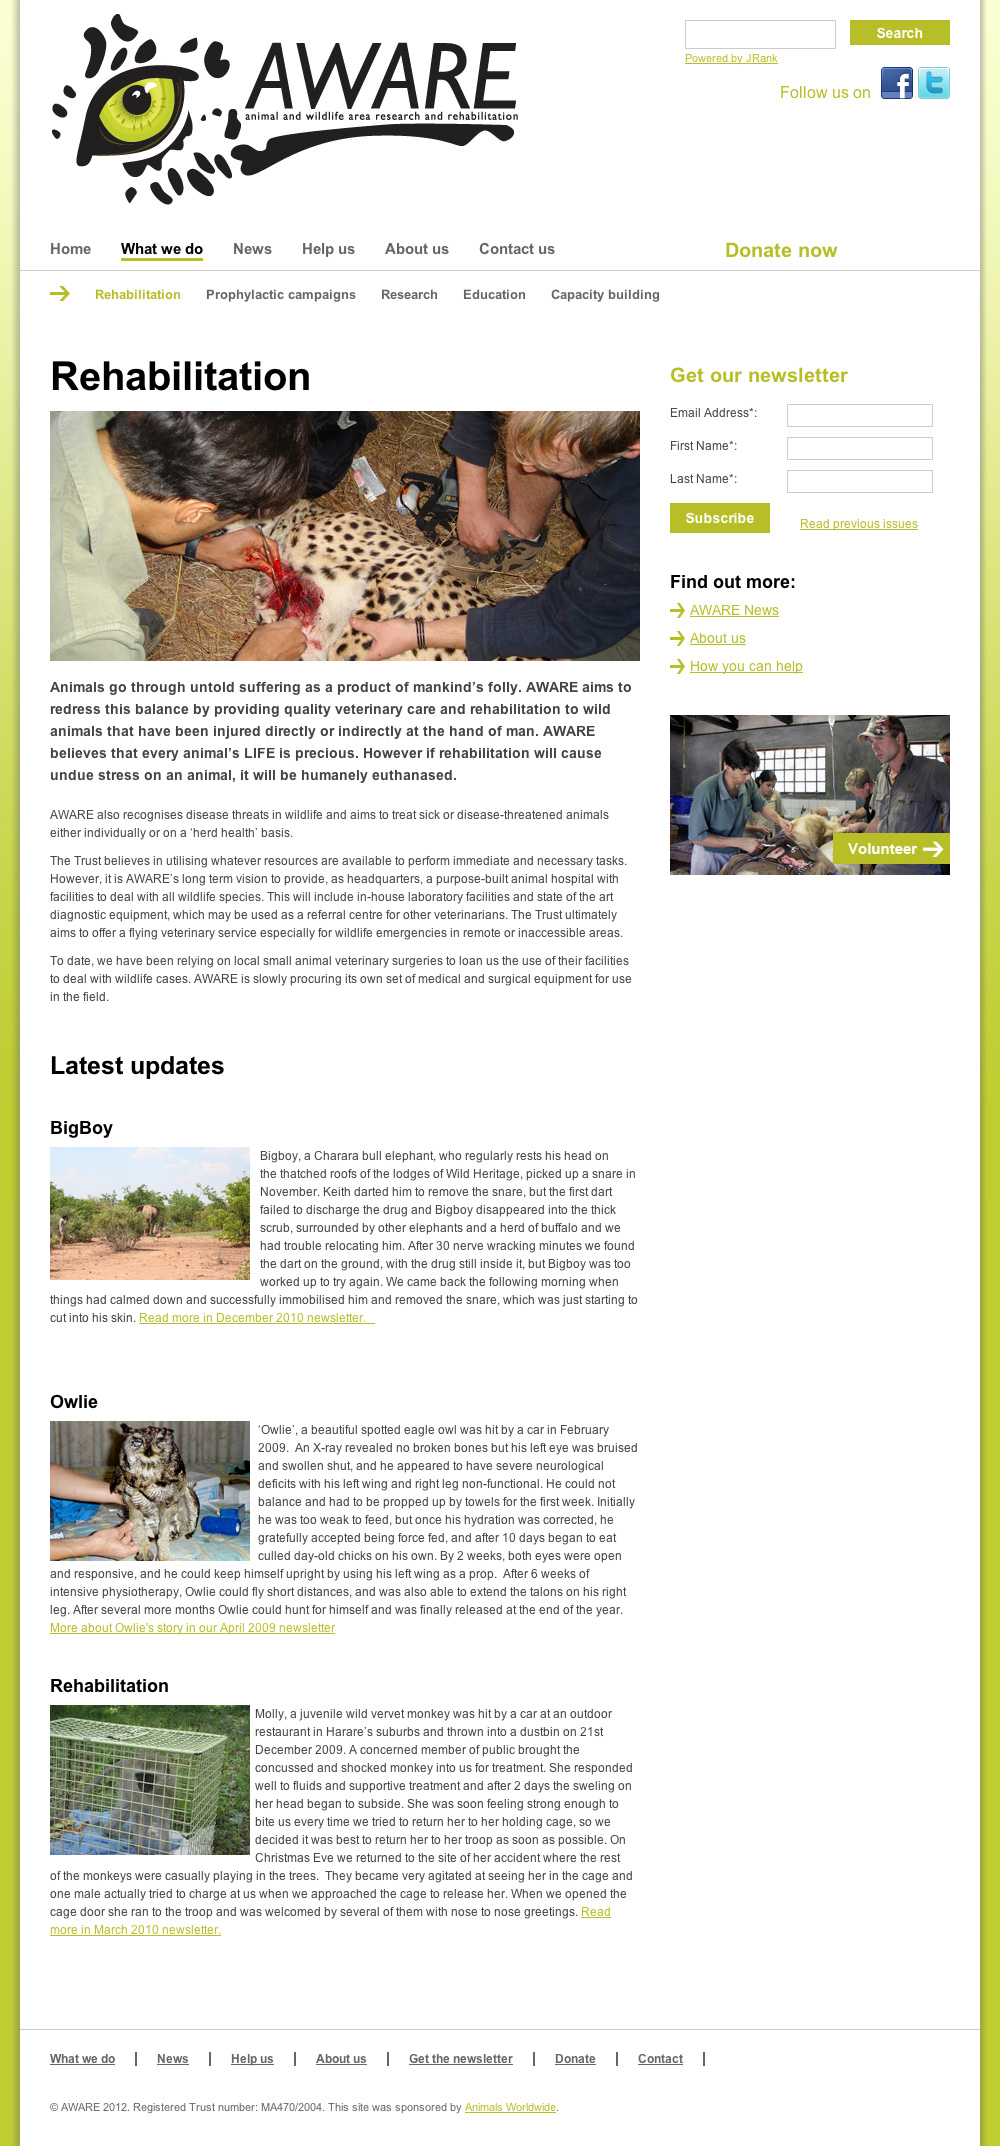 AWARE
animal and wildlife area research and rehabilitation
Search
Powered by JRank
Follow us on
Home What we do News Help us About us Contact us Donate now
Rehabilitation Prophylactic campaigns Research Education Capacity building
Rehabilitation
Get our newsletter
Email Address*:
First Name*:
Last Name*:
Subscribe Read previous issues
Find out more:
AWARE News
About us
How you can help
Volunteer
Animals go through untold suffering as a product of mankind's folly. AWARE aims to
redress this balance by providing quality veterinary care and rehabilitation to wild
animals that have been injured directly or indirectly at the hand of man. AWARE
believes that every animal's LIFE is precious. However if rehabilitation will cause
undue stress on an animal, it will be humanely euthanased.
AWARE also recognises disease threats in wildlife and aims to treat sick or disease-threatened animals
either individually or on a 'herd health' basis.
The Trust believes in utilising whatever resources are available to perform immediate and necessary tasks.
However, it is AWARE's long term vision to provide, as headquarters, a purpose-built animal hospital with
facilities to deal with all wildlife species. This will include in-house laboratory facilities and state of the art
diagnostic equipment, which may be used as a referral centre for other veterinarians. The Trust ultimately
aims to offer a flying veterinary service especially for wildlife emergencies in remote or inaccessible areas.
To date, we have been relying on local small animal veterinary surgeries to loan us the use of their facilities
to deal with wildlife cases. AWARE is slowly procuring its own set of medical and surgical equipment for use
in the field.
Latest updates
BigBoy
Bigboy, a Charara bull elephant, who regularly rests his head on
the thatched roofs of the lodges of Wild Heritage, picked up a snare in
November. Keith darted him to remove the snare, but the first dart
failed to discharge the drug and Bigboy disappeared into the thick
scrub, surrounded by other elephants and a herd of buffalo and we
had trouble relocating him. After 30 nerve wracking minutes we found
the dart on the ground, with the drug still inside it, but Bigboy was too
worked up to try again. We came back the following morning when
things had calmed down and successfully immobilised him and removed the snare, which was just starting to
cut into his skin. Read more in December 2010 newsletter.
Owlie
'Owlie', a beautiful spotted eagle owl was hit by a car in February
2009. An X-ray revealed no broken bones but his left eye was bruised
and swollen shut, and he appeared to have severe neurological
deficits with his left wing and right leg non-functional. He could not
balance and had to be propped up by towels for the first week. Initially
he was too weak to feed, but once his hydration was corrected, he
gratefully accepted being force fed, and after 10 days began to eat
culled day-old chicks on his own. By 2 weeks, both eyes were open
and responsive, and he could keep himself upright by using his left wing as a prop. After 6 weeks of
intensive physiotherapy, Owlie could fly short distances, and was also able to extend the talons on his right
leg. After several more months Owlie could hunt for himself and was finally released at the end of the year.
More about Owlie's story in our April 2009 newsletter
Rehabilitation
Molly, a juvenile wild vervet monkey was hit by a car at an outdoor
restaurant in Harare's suburbs and thrown into a dustbin on 21st
December 2009. A concerned member of public brought the
concussed and shocked monkey into us for treatment. She responded
well to fluids and supportive treatment and after 2 days the sweling on
her head began to subside. She was soon feeling strong enough to
bite us every time we tried to return her to her holding cage, so we
decided it was best to return her to her troop as soon as possible. On
Christmas Eve we returned to the site of her accident where the rest
of the monkeys were casually playing in the trees. They became very agitated at seeing her in the cage and
one male actually tried to charge at us when we approached the cage to release her. When we opened the
cage door she ran to the troop and was welcomed by several of them with nose to nose greetings. Read
more in March 2010 newsletter.
What we do | News | Help us | About us | Get the newsletter | Donate | Contact |
© AWARE 2012. Registered Trust number: MA470/2004. This site was sponsored by Animals Worldwide.